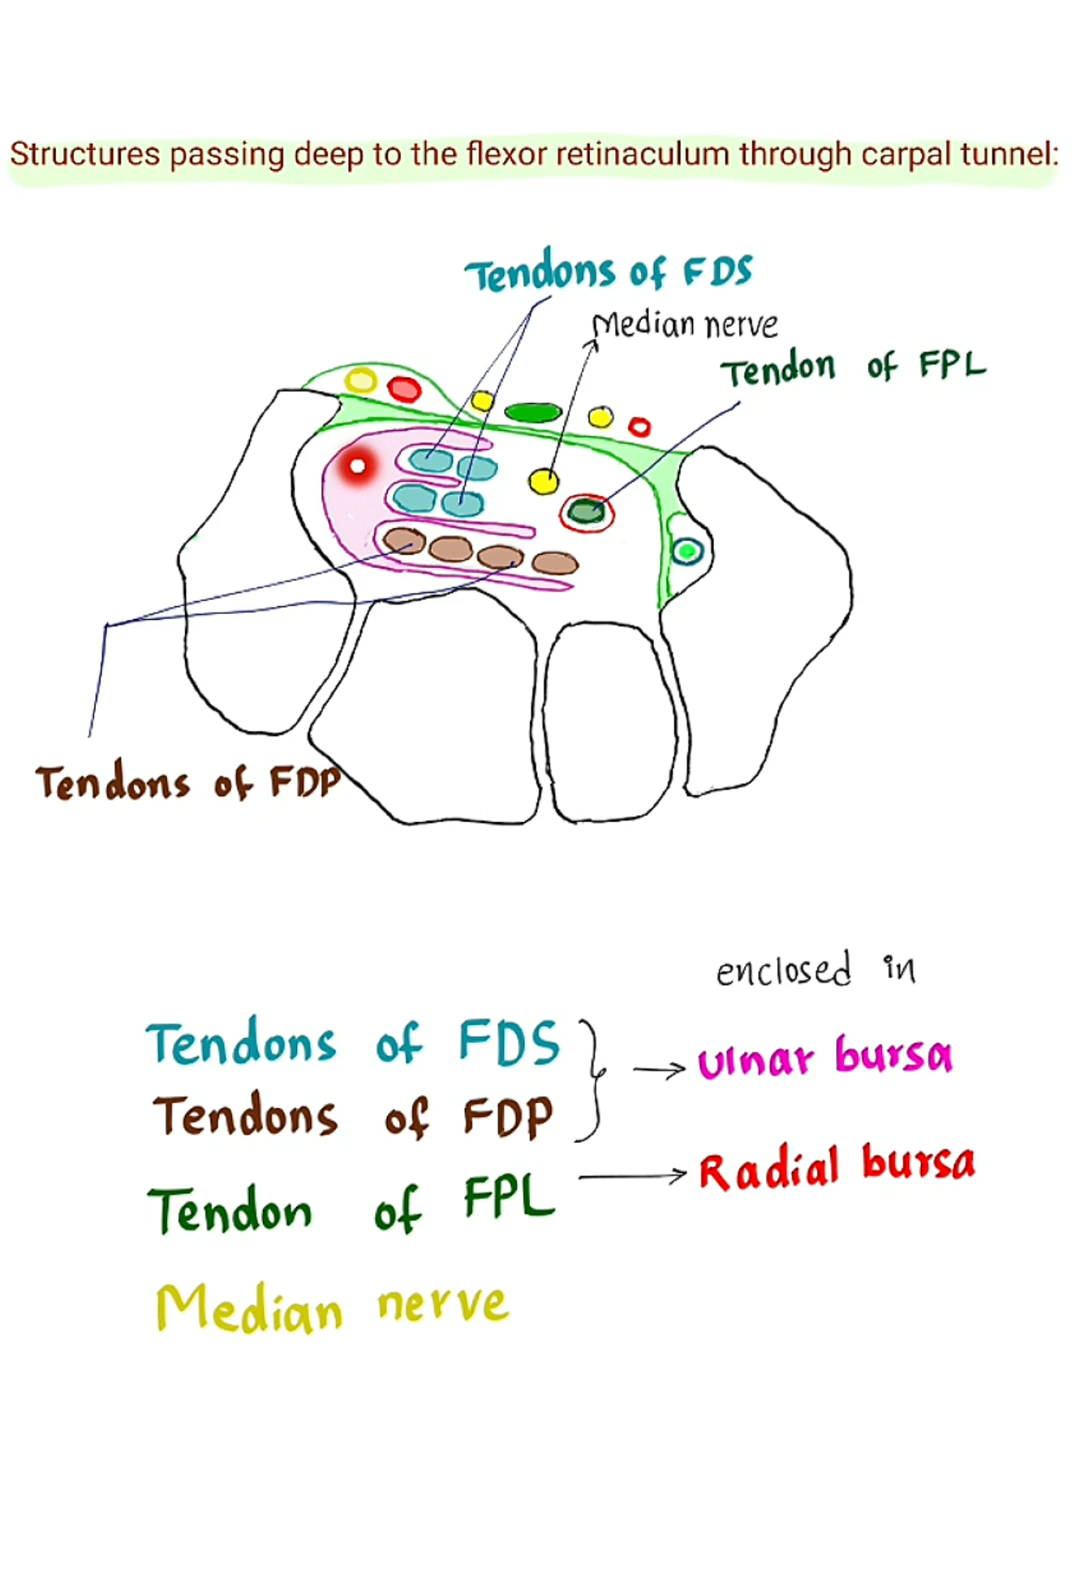 Structures passing deep to the flexor retinaculum through carpal tunnel:
Tendons of FDS
Median nerve
Tendon of FPL
Tendons of FDP
enclosed in
Tendons of FDS
Ulnar bursa
Tendons of FDP
Tendon of FPL
Radial bursa
Median nerve